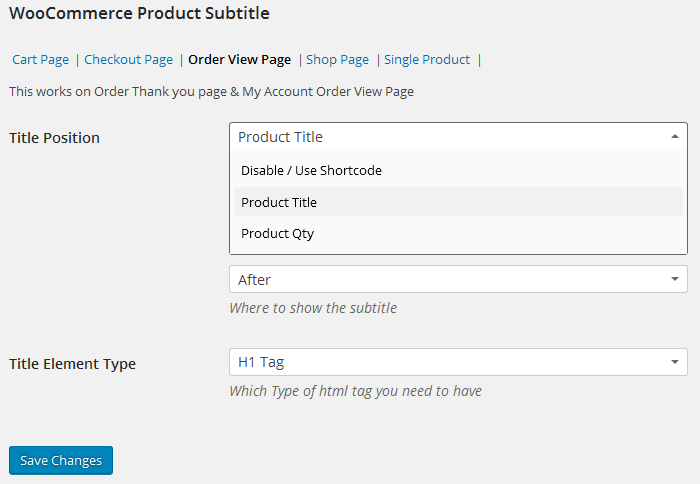 WooCommerce Product Subtitle
Cart Page | Checkout Page | Order View Page | Shop Page | Single Product |
This works on Order Thank you page & My Account Order View Page
Title Position
Product Title
Disable / Use Shortcode
Product Title
Product Qty
After
Where to show the subtitle
Title Element Type
H1 Tag
Which Type of html tag you need to have
Save Changes